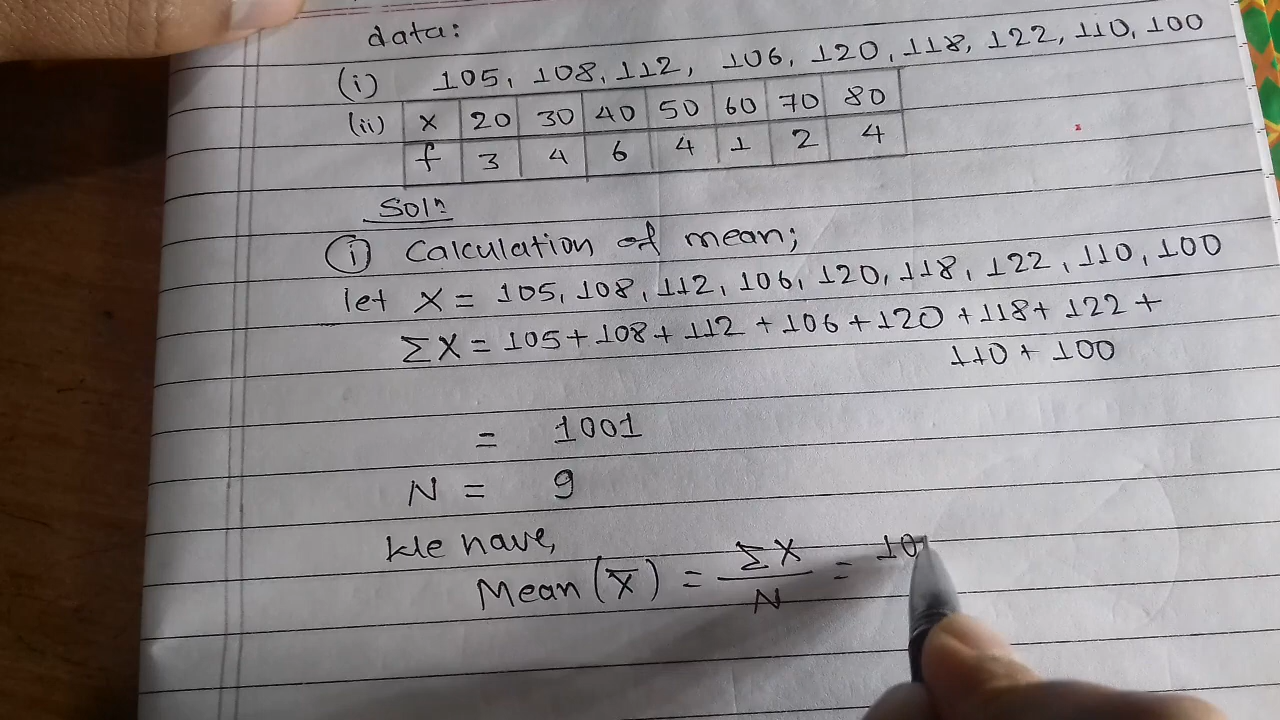 data:
(i) 105, 108, 112, 106, 120, 118, 122, 110, 100
(ii) X 20 30 40 50 60 70 80
f 3 4 6 4 1 2 4
Solⁿ
(i) Calculation of mean;
let X = 105, 108, 112, 106, 120, 118, 122, 110, 100
ΣX = 105 + 108 + 112 + 106 + 120 + 118 + 122 +
110 + 100
= 1001
N = 9
We have,
Mean (X̅) = ΣX/N = 10